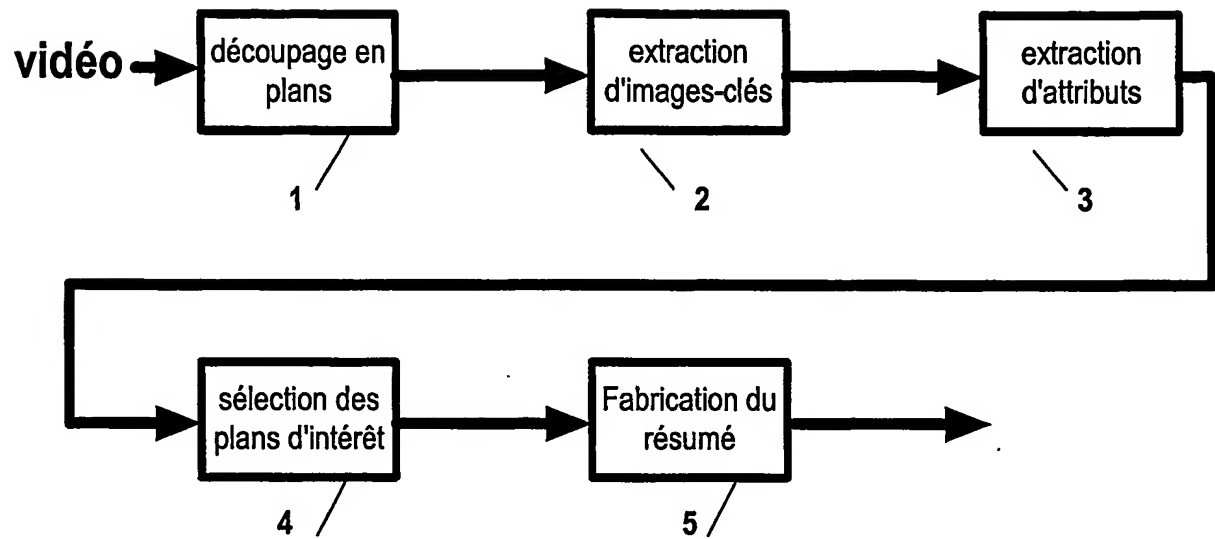 vidéo
découpage en
plans
extraction
d'images-clés
extraction
d'attributs
1
2
3
sélection des
plans d'intérêt
Fabrication du
résumé
4
5